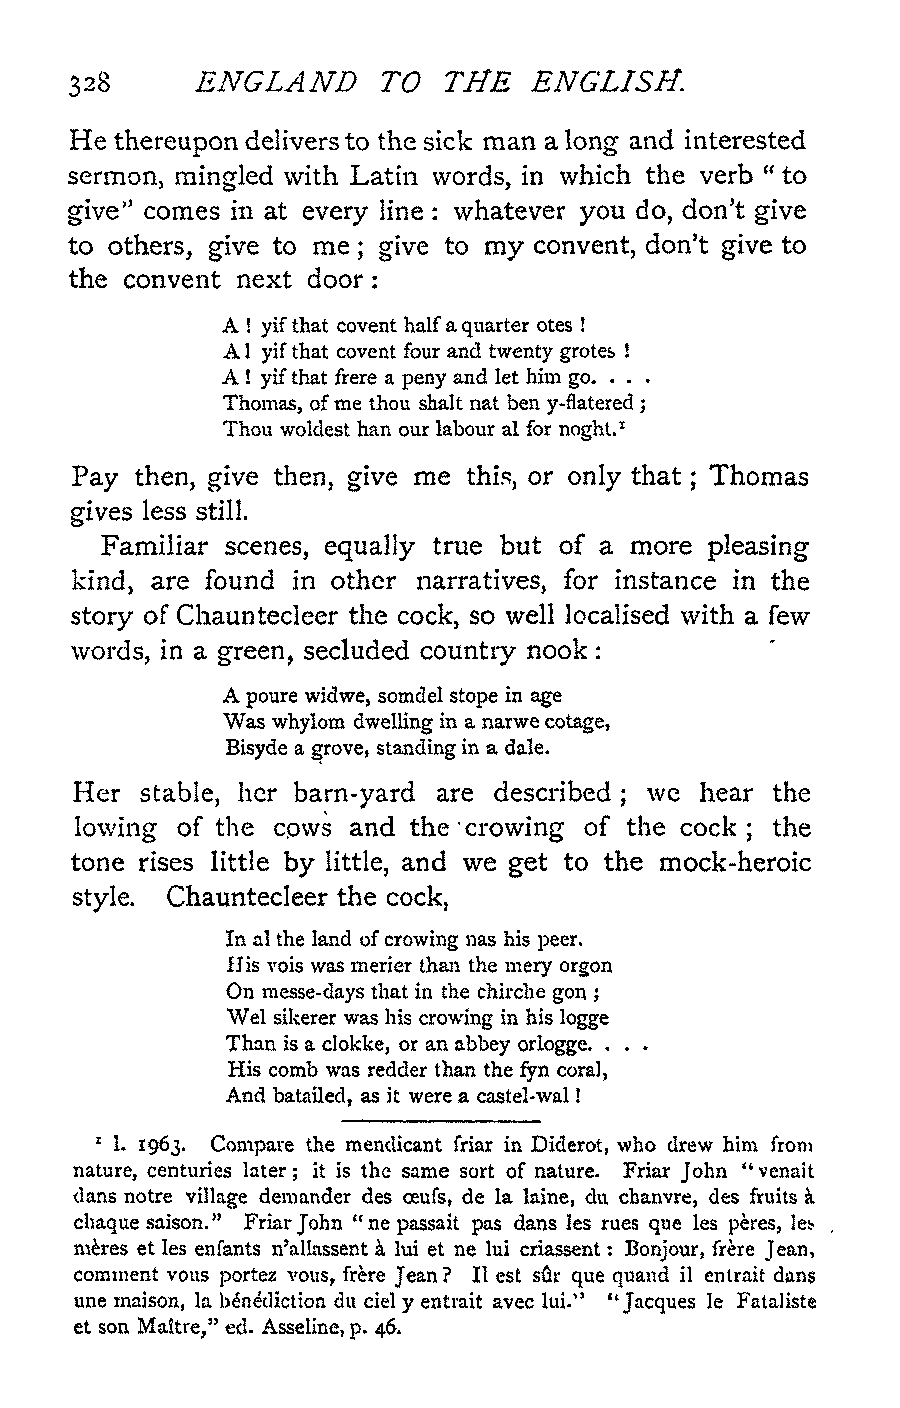 328 ENGLAND TO THE ENGLISH.
He thereupon delivers to the sick man a long and interested
sermon, mingled with Latin words, in which the verb "to
give" comes in at every line: whatever you do, don't give
to others, give to me; give to my convent, don't give to
the convent next door:
A! yif that covent half a quarter otes!
A! yif that covent four and twenty grotes!
A! yif that frere a peny and let him go. . . .
Thomas, of me thou shalt nat ben y-flatered;
Thou woldest han our labour al for noght.¹
Pay then, give then, give me this, or only that; Thomas
gives less still.
Familiar scenes, equally true but of a more pleasing
kind, are found in other narratives, for instance in the
story of Chauntecleer the cock, so well localised with a few
words, in a green, secluded country nook:
A poure widwe, somdel stope in age
Was whylom dwelling in a narwe cotage,
Bisyde a grove, standing in a dale.
Her stable, her barn-yard are described; we hear the
lowing of the cows and the crowing of the cock; the
tone rises little by little, and we get to the mock-heroic
style. Chauntecleer the cock,
In al the land of crowing nas his peer.
His vois was merier than the mery orgon
On messe-days that in the chirche gon;
Wel sikerer was his crowing in his logge
Than is a clokke, or an abbey orlogge. . . .
His comb was redder than the fyn coral,
And batailed, as it were a castel-wal!
¹ l. 1963. Compare the mendicant friar in Diderot, who drew him from
nature, centuries later; it is the same sort of nature. Friar John "venait
dans notre village demander des œufs, de la laine, du chanvre, des fruits à
chaque saison." Friar John "ne passait pas dans les rues que les pères, les
mères et les enfants n'allassent à lui et ne lui criassent: Bonjour, frère Jean,
comment vous portez vous, frère Jean? Il est sûr que quand il entrait dans
une maison, la bénédiction du ciel y entrait avec lui." "Jacques le Fataliste
et son Maître," ed. Asseline, p. 46.